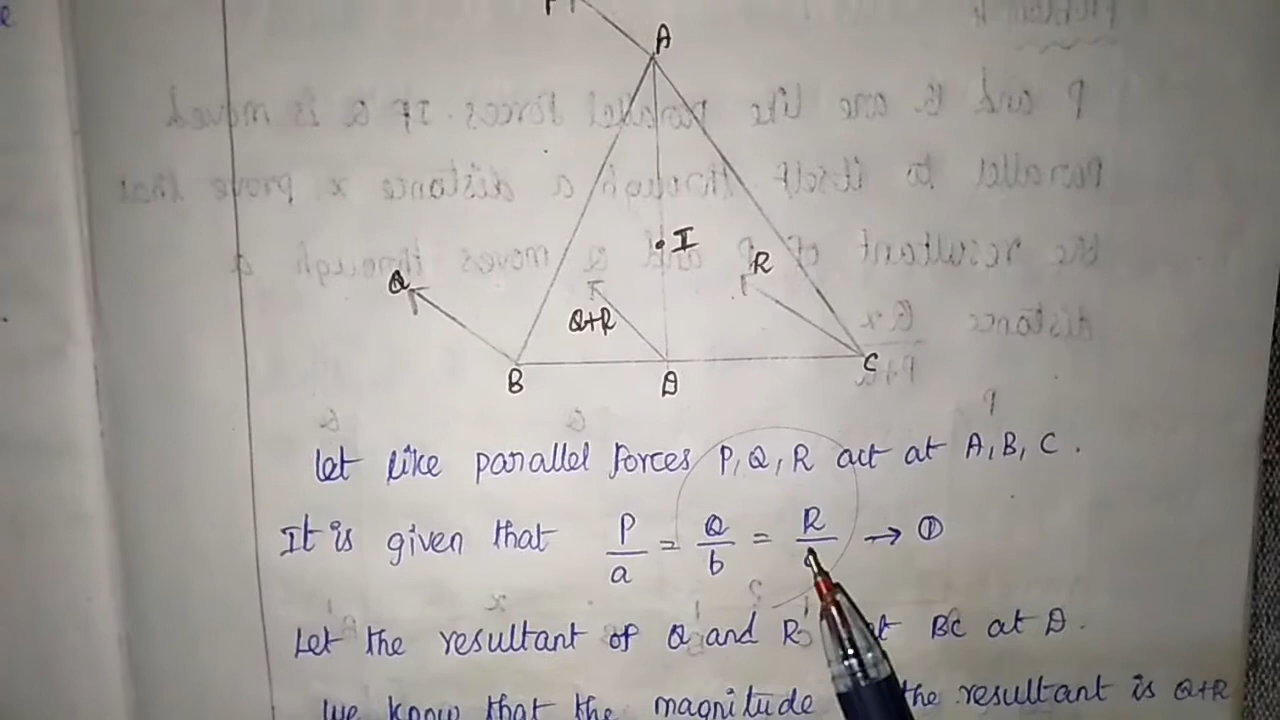 P
A
I
R
Q
Q+R
B
D
C
Let like parallel forces P, Q, R act at A, B, C.
It is given that P/a = Q/b = R/ → ①
Let the resultant of Q and R at BC at D.
We know that the magnitude the resultant is Q+R